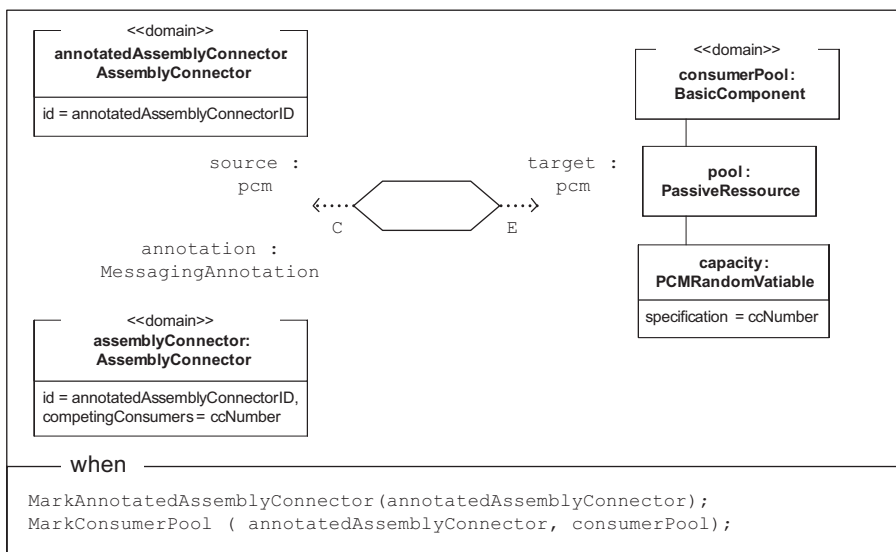 <<domain>>
annotatedAssemblyConnector:
AssemblyConnector
id = annotatedAssemblyConnectorID
<<domain>>
consumerPool:
BasicComponent
source :
pcm
target :
pcm
pool:
PassiveRessource
C
E
annotation :
MessagingAnnotation
capacity:
PCMRandomVatiable
specification = ccNumber
<<domain>>
assemblyConnector:
AssemblyConnector
id = annotatedAssemblyConnectorID,
competingConsumers = ccNumber
when
MarkAnnotatedAssemblyConnector(annotatedAssemblyConnector);
MarkConsumerPool ( annotatedAssemblyConnector, consumerPool);